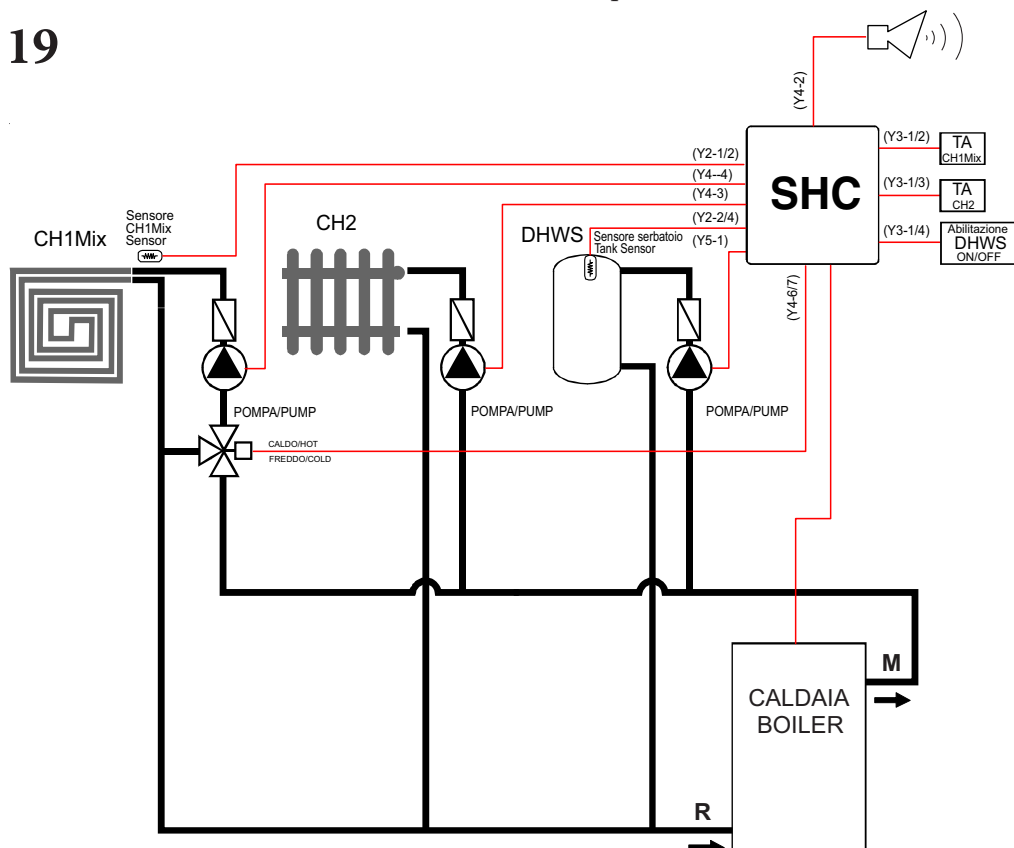 19
(Y4-2)
(Y3-1/2)
TA
CH1Mix
(Y2-1/2)
(Y4--4)
SHC
(Y3-1/3)
TA
CH2
(Y4-3)
Sensore
CH1Mix
Sensor
CH1Mix
CH2
DHWS
(Y2-2/4)
Sensore serbatoio
Tank Sensor
(Y5-1)
(Y3-1/4)
Abilitazione
DHWS
ON/OFF
(Y4-6/7)
POMPA/PUMP
POMPA/PUMP
POMPA/PUMP
CALDO/HOT
FREDDO/COLD
M
CALDAIA
BOILER
R